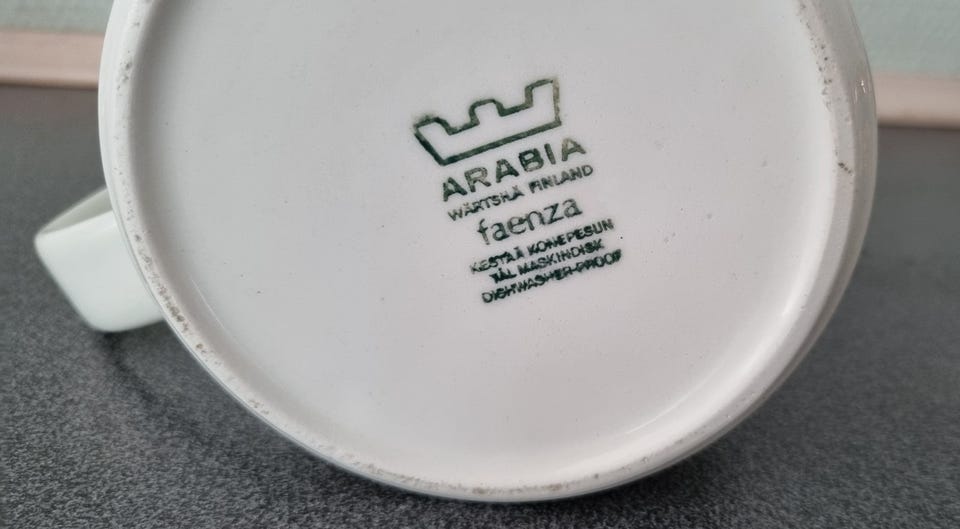 ARABIA
WÄRTSILÄ FINLAND
faenza
KESTÄÄ KONEPESUN
TÅL MASKINDISK
DISHWASHER-PROOF